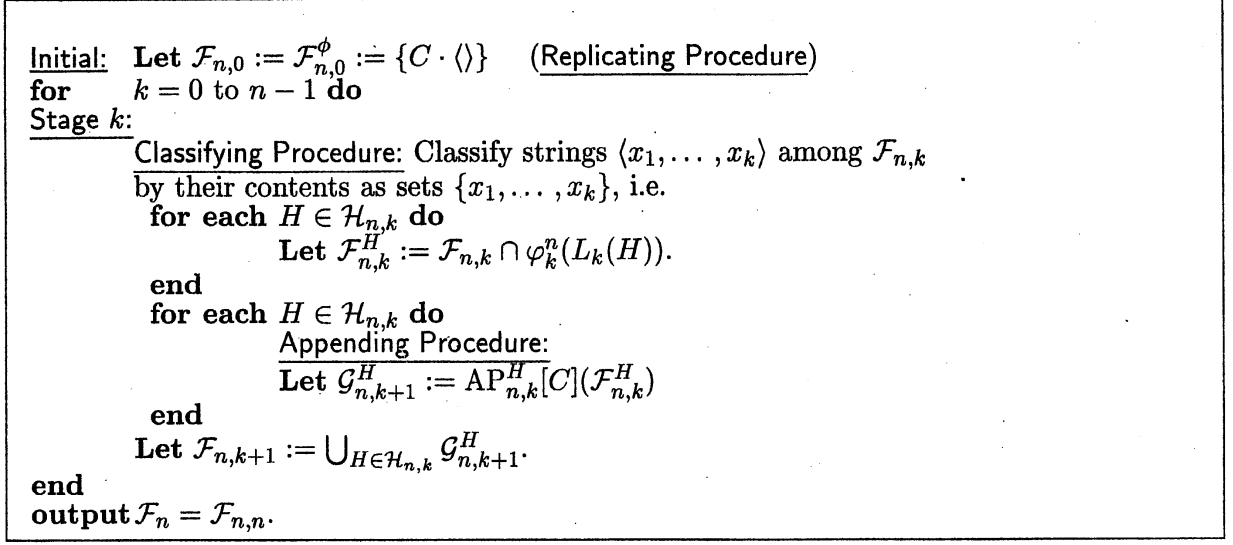 Initial: Let 𝓕_{n,0} := 𝓕^ϕ_{n,0} := {C · ⟨⟩} (Replicating Procedure)
for k = 0 to n − 1 do
Stage k:
Classifying Procedure: Classify strings ⟨x_1, … , x_k⟩ among 𝓕_{n,k}
by their contents as sets {x_1, … , x_k}, i.e.
for each H ∈ 𝓗_{n,k} do
Let 𝓕^H_{n,k} := 𝓕_{n,k} ∩ φ^n_k(L_k(H)).
end
for each H ∈ 𝓗_{n,k} do
Appending Procedure:
Let 𝓖^H_{n,k+1} := AP^H_{n,k}[C](𝓕^H_{n,k})
end
Let 𝓕_{n,k+1} := ⋃_{H∈𝓗_{n,k}} 𝓖^H_{n,k+1}.
end
output 𝓕_n = 𝓕_{n,n}.